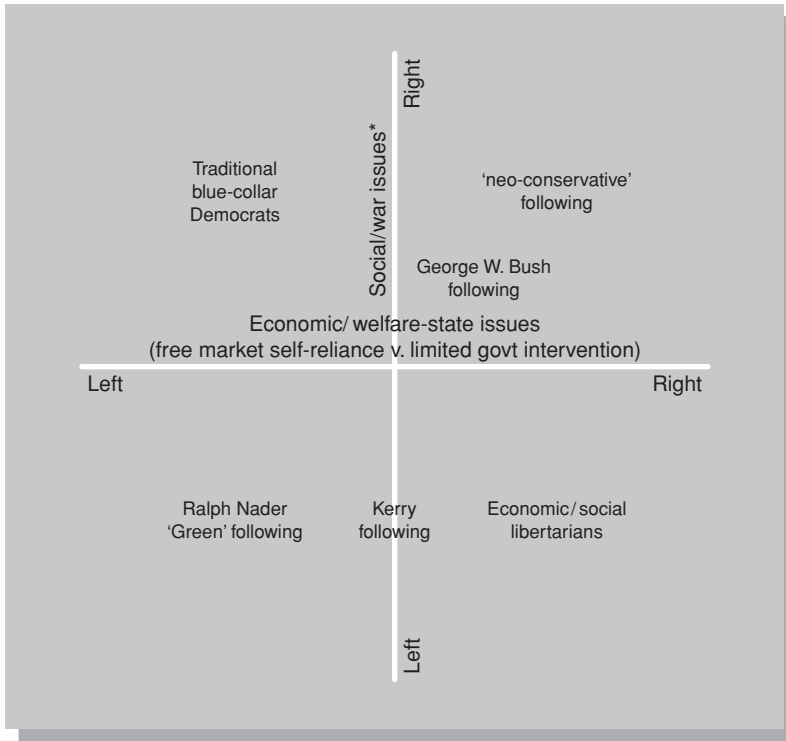 Right
Social/war issues*
Traditional
blue-collar
Democrats
'neo-conservative'
following
George W. Bush
following
Economic/ welfare-state issues
(free market self-reliance v. limited govt intervention)
Left
Right
Ralph Nader
'Green' following
Kerry
following
Economic/social
libertarians
Left